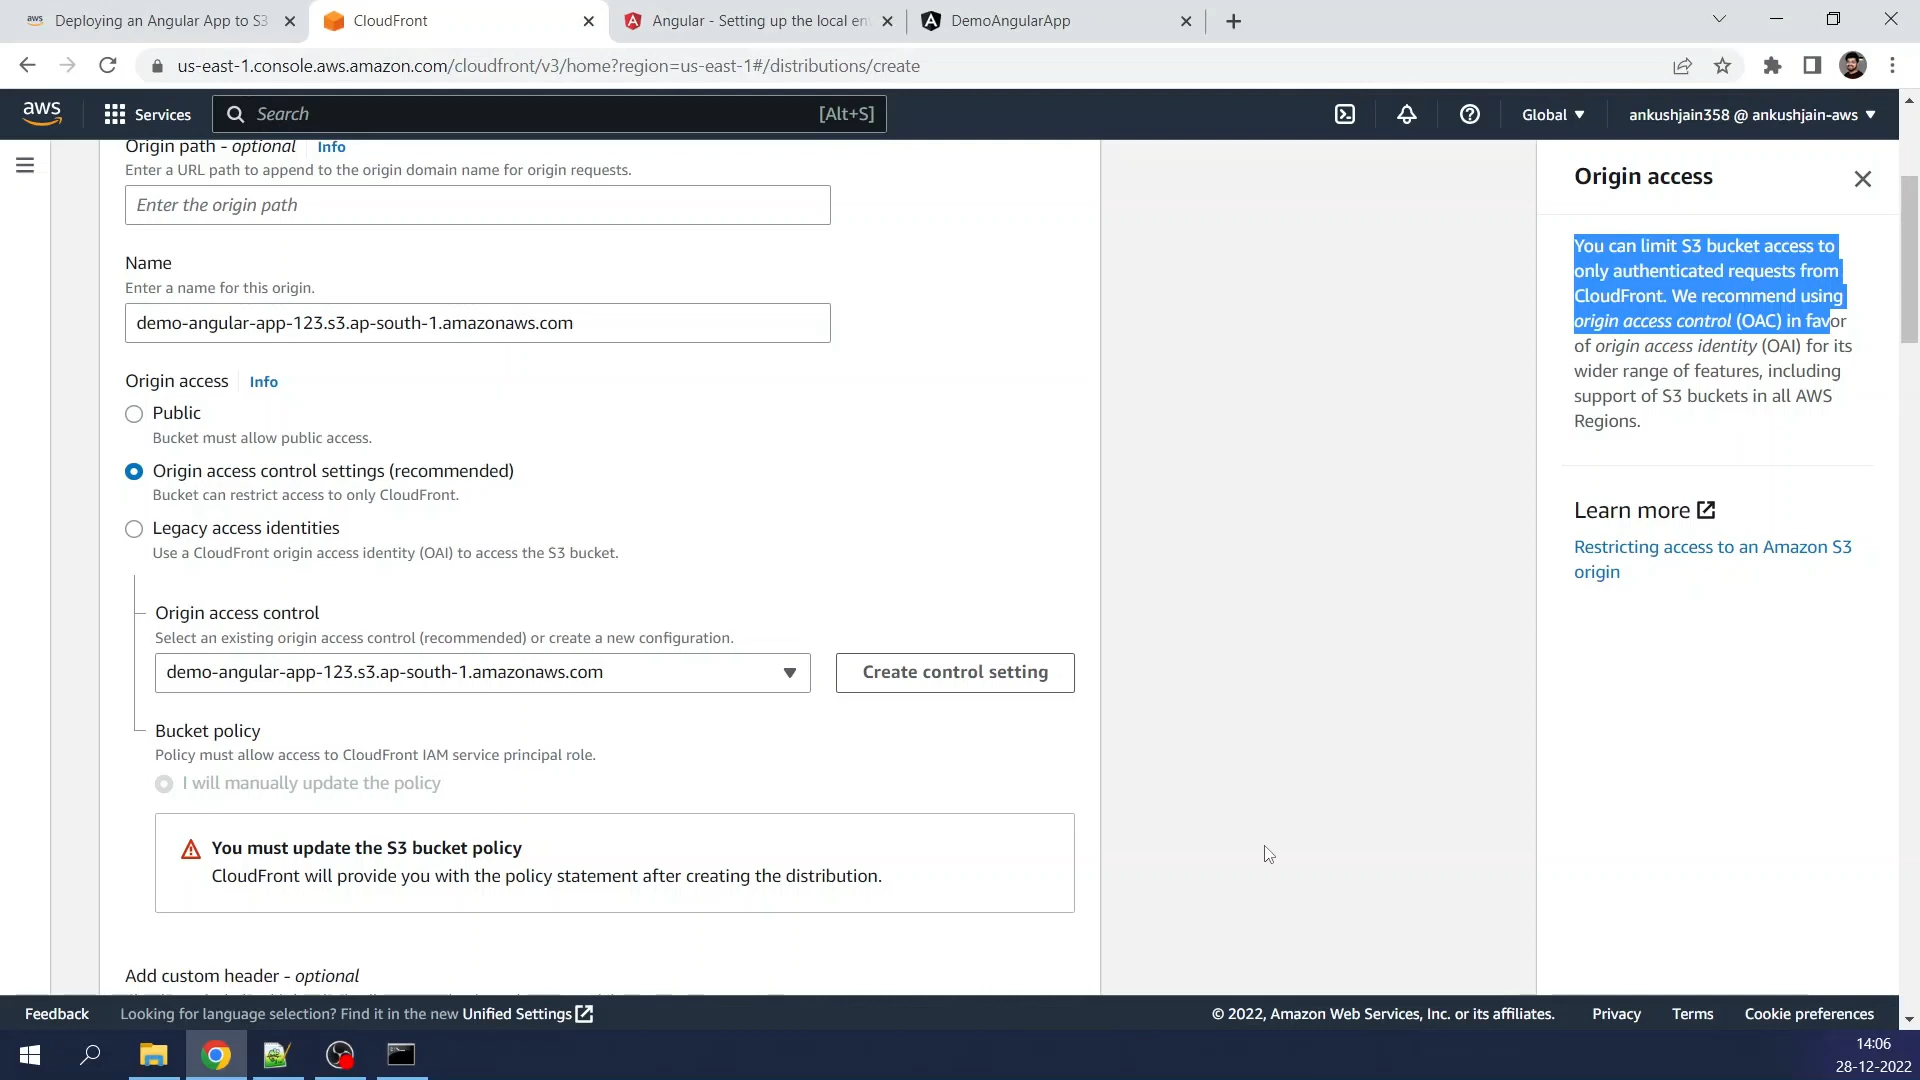 Deploying an Angular App to S3
CloudFront
Angular - Setting up the local en
DemoAngularApp
us-east-1.console.aws.amazon.com/cloudfront/v3/home?region=us-east-1#/distributions/create
aws
Services
Search
[Alt+S]
Global
ankushjain358 @ ankushjain-aws
Origin path - optional
Info
Enter a URL path to append to the origin domain name for origin requests.
Enter the origin path
Name
Enter a name for this origin.
demo-angular-app-123.s3.ap-south-1.amazonaws.com
Origin access
Info
Public
Bucket must allow public access.
Origin access control settings (recommended)
Bucket can restrict access to only CloudFront.
Legacy access identities
Use a CloudFront origin access identity (OAI) to access the S3 bucket.
Origin access control
Select an existing origin access control (recommended) or create a new configuration.
demo-angular-app-123.s3.ap-south-1.amazonaws.com
Create control setting
Bucket policy
Policy must allow access to CloudFront IAM service principal role.
I will manually update the policy
You must update the S3 bucket policy
CloudFront will provide you with the policy statement after creating the distribution.
Add custom header - optional
Origin access
You can limit S3 bucket access to
only authenticated requests from
CloudFront. We recommend using
origin access control (OAC) in favor
of origin access identity (OAI) for its
wider range of features, including
support of S3 buckets in all AWS
Regions.
Learn more
Restricting access to an Amazon S3
origin
Feedback
Looking for language selection? Find it in the new Unified Settings
© 2022, Amazon Web Services, Inc. or its affiliates.
Privacy
Terms
Cookie preferences
14:06
28-12-2022